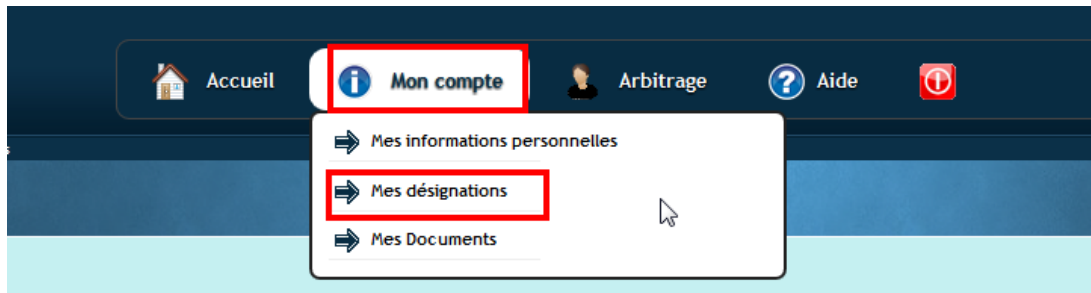 Accueil Mon compte Arbitrage Aide
Mes informations personnelles
s
Mes désignations
Mes Documents